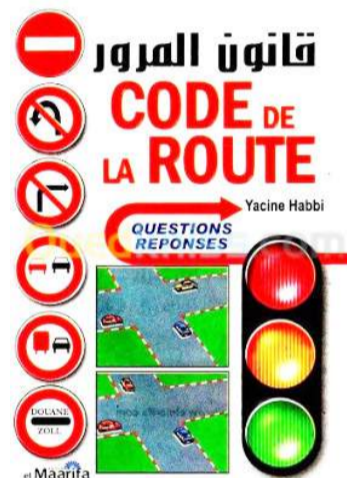 قانون المرور
CODE DE
LA ROUTE
Yacine Habbi
QUESTIONS
REPONSES
DOUANE
ZOLL
el Maarifa